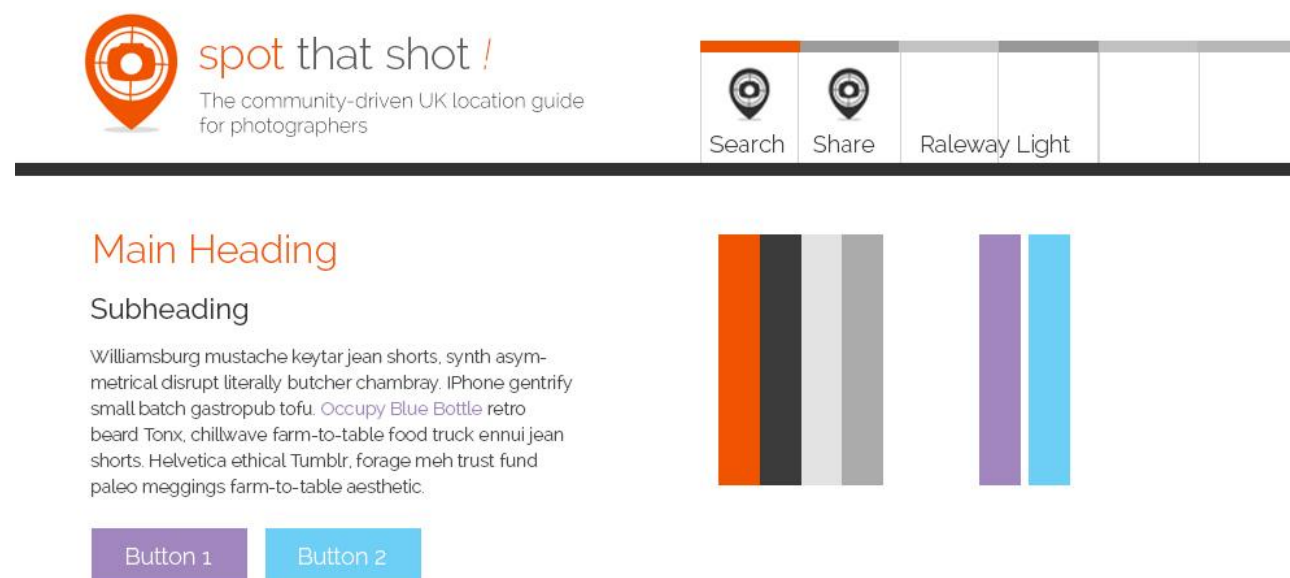 spot that shot !
The community-driven UK location guide
for photographers
Search
Share
Raleway Light
Main Heading
Subheading
Williamsburg mustache keytar jean shorts, synth asym-
metrical disrupt literally butcher chambray. IPhone gentrify
small batch gastropub tofu. Occupy Blue Bottle retro
beard Tonx, chillwave farm-to-table food truck ennui jean
shorts. Helvetica ethical Tumblr, forage meh trust fund
paleo meggings farm-to-table aesthetic.
Button 1
Button 2